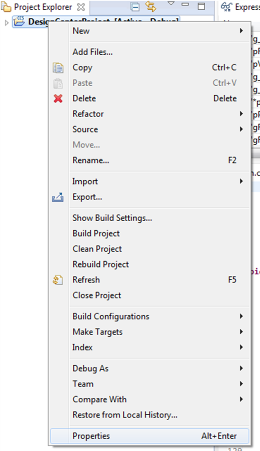 Project Explorer
Expres
DesignCenterProject [Active - Debug]
New
Add Files...
Copy Ctrl+C
Paste Ctrl+V
Delete Delete
Refactor
Source
Move...
Rename... F2
Import
Export...
Show Build Settings...
Build Project
Clean Project
Rebuild Project
Refresh F5
Close Project
Build Configurations
Make Targets
Index
Debug As
Team
Compare With
Restore from Local History...
Properties Alt+Enter